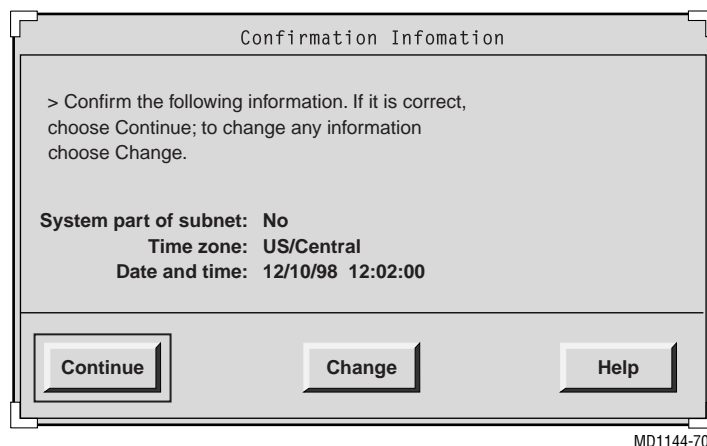 Confirmation Infomation
> Confirm the following information. If it is correct,
choose Continue; to change any information
choose Change.
System part of subnet: No
Time zone: US/Central
Date and time: 12/10/98 12:02:00
Continue Change Help
MD1144-70